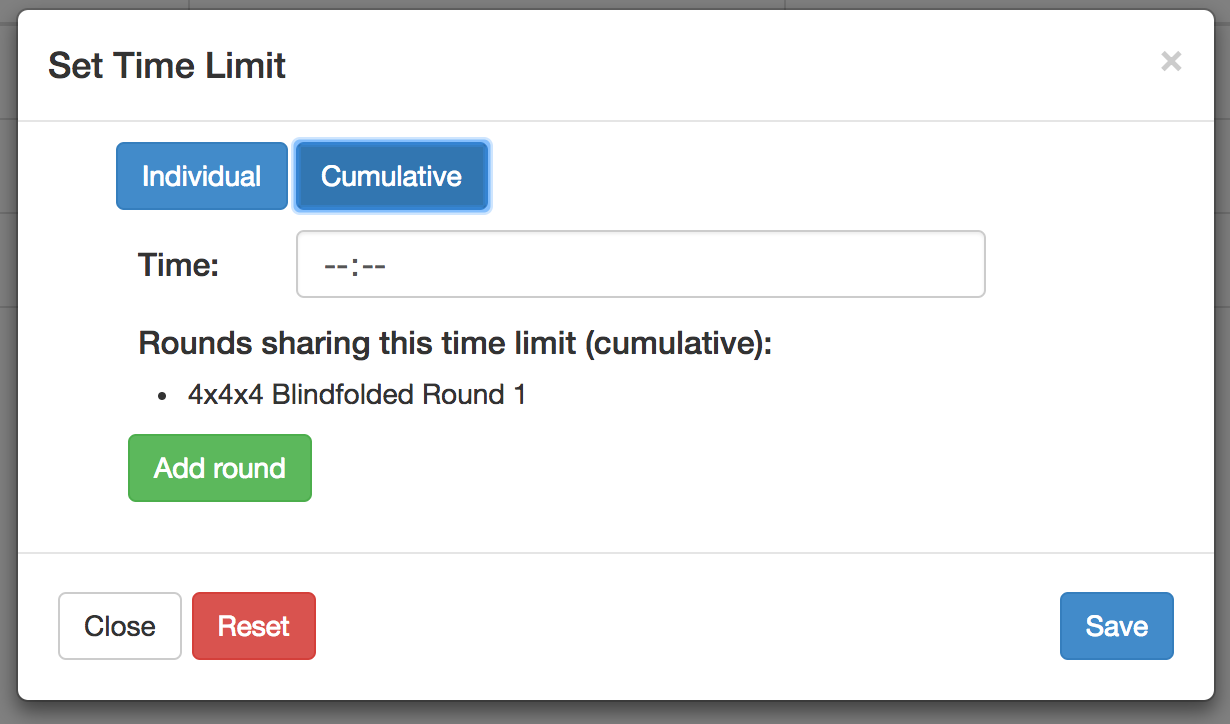 Set Time Limit ×
Individual Cumulative
Time: --:--
Rounds sharing this time limit (cumulative):
• 4x4x4 Blindfolded Round 1
Add round
Close Reset Save